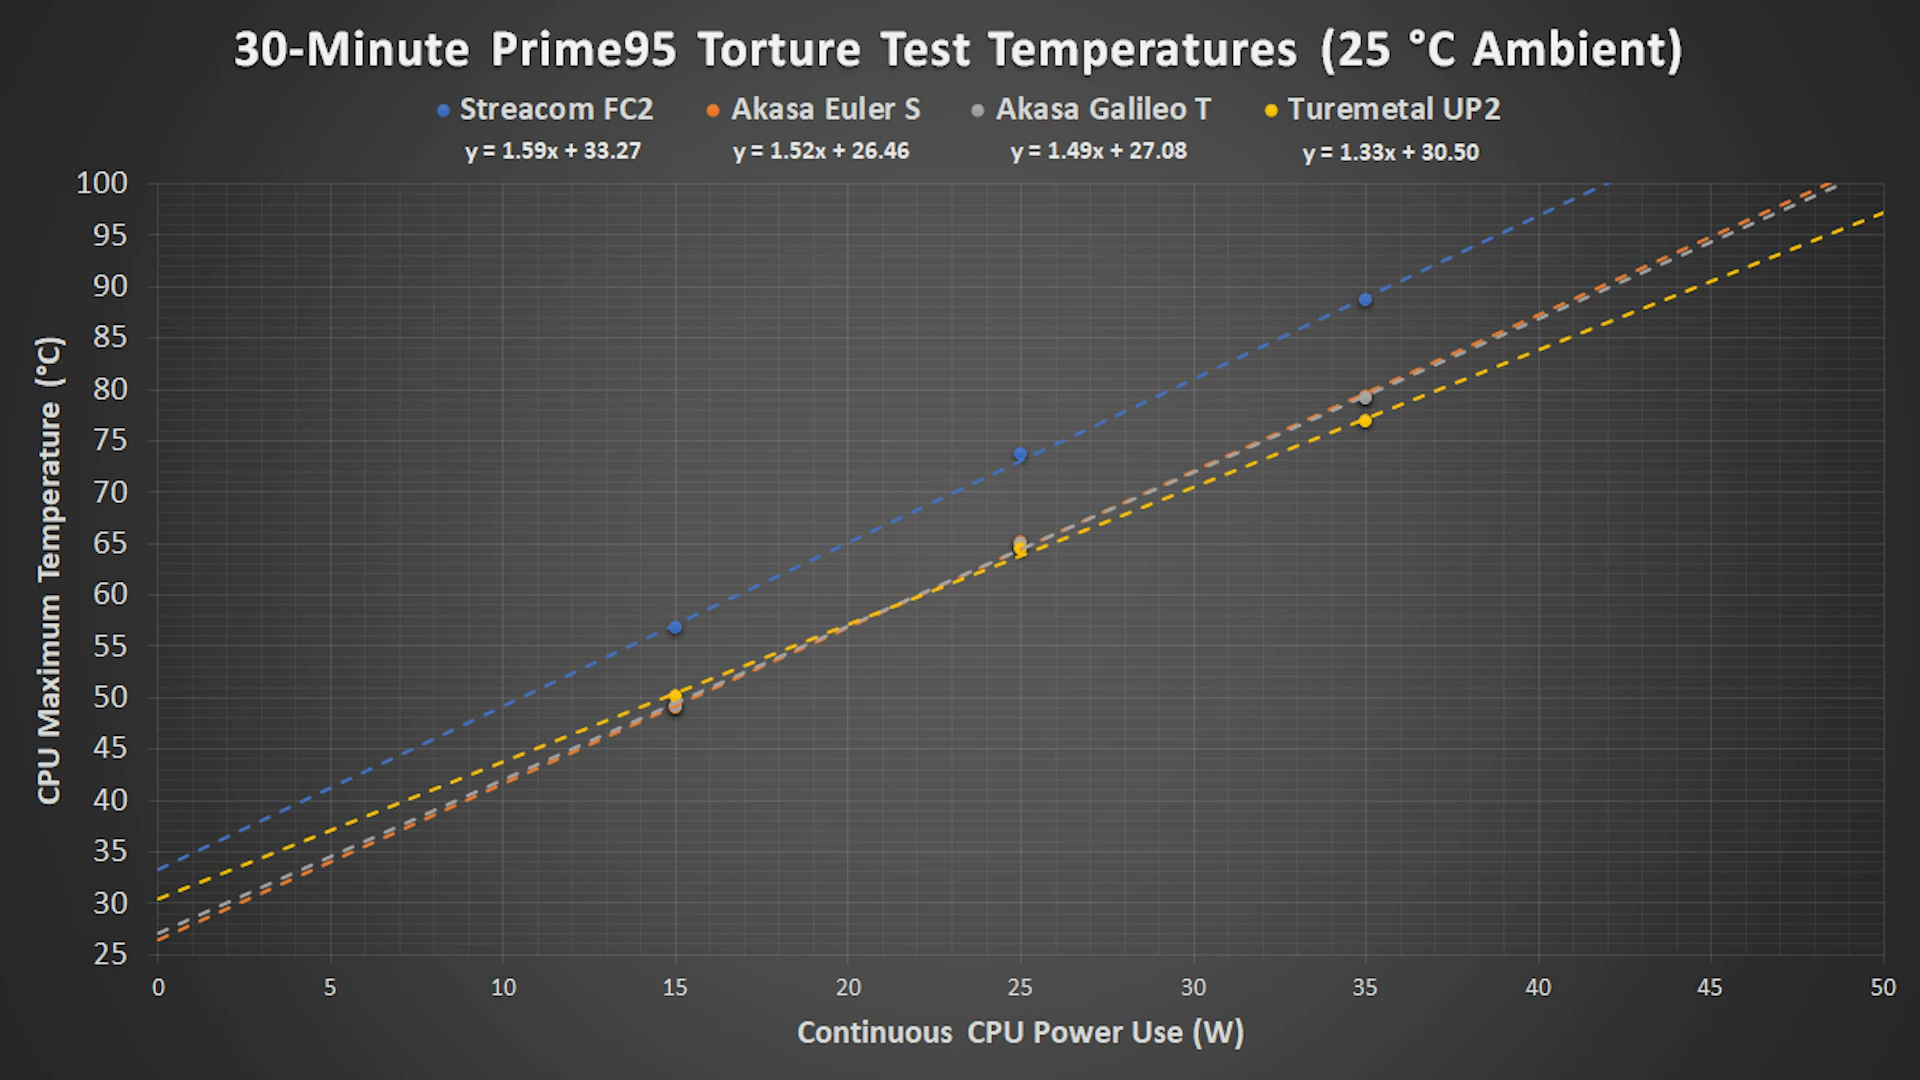 30-Minute Prime95 Torture Test Temperatures (25 °C Ambient)
Streacom FC2 Akasa Euler S Akasa Galileo T Turemetal UP2
y = 1.59x + 33.27 y = 1.52x + 26.46 y = 1.49x + 27.08 y = 1.33x + 30.50
100
95
90
85
80
75
70
65
60
55
50
45
40
35
30
25
CPU Maximum Temperature (°C)
0 5 10 15 20 25 30 35 40 45 50
Continuous CPU Power Use (W)